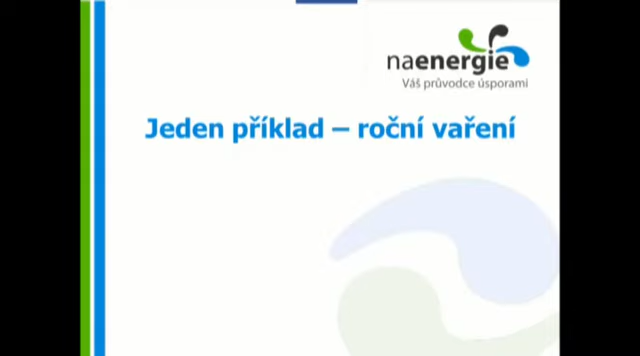 naenergie
Váš průvodce úsporami
Jeden příklad – roční vaření